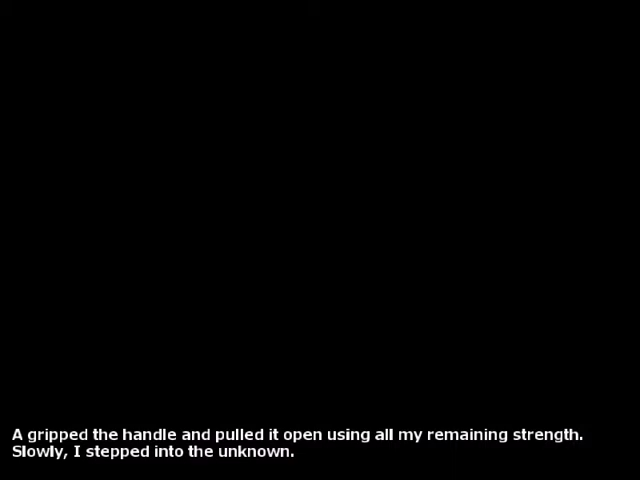 A gripped the handle and pulled it open using all my remaining strength.
Slowly, I stepped into the unknown.